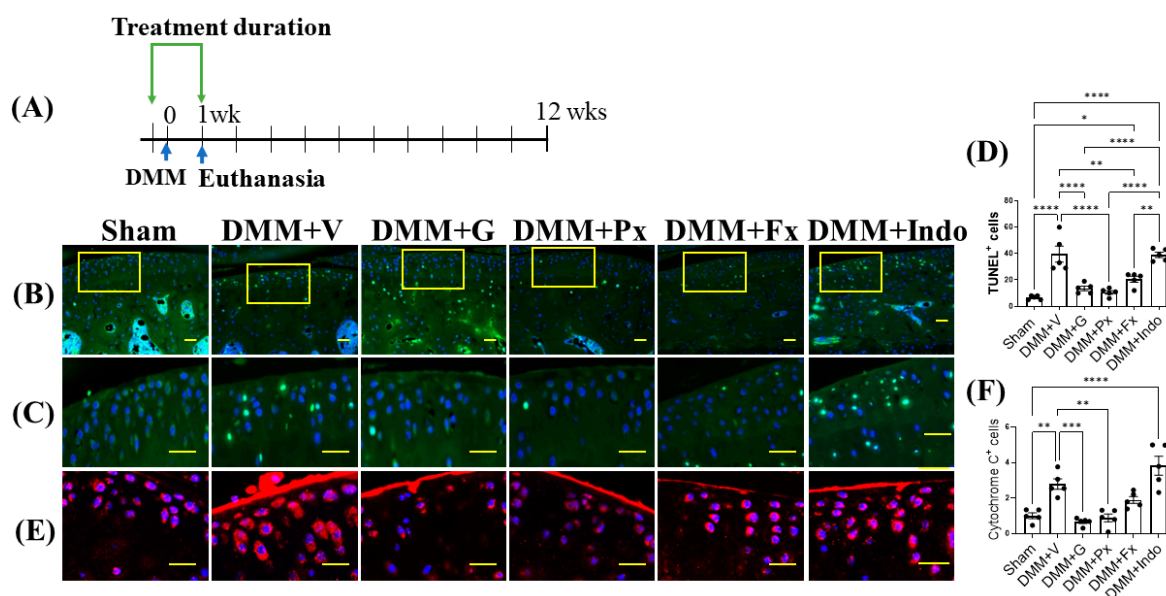 Treatment duration
(A)
0 1wk 12 wks
DMM Euthanasia
Sham DMM+V DMM+G DMM+Px DMM+Fx DMM+Indo
(B)
(C)
(E)
(D)
****
*
****
**
**** ****
**** **** **
TUNEL⁺ cells
80
60
40
20
0
Sham
DMM+V
DMM+G
DMM+Px
DMM+Fx
DMM+Indo
(F)
****
**
** ***
Cytochrome C⁺ cells
6
4
2
0
Sham
DMM+V
DMM+G
DMM+Px
DMM+Fx
DMM+Indo